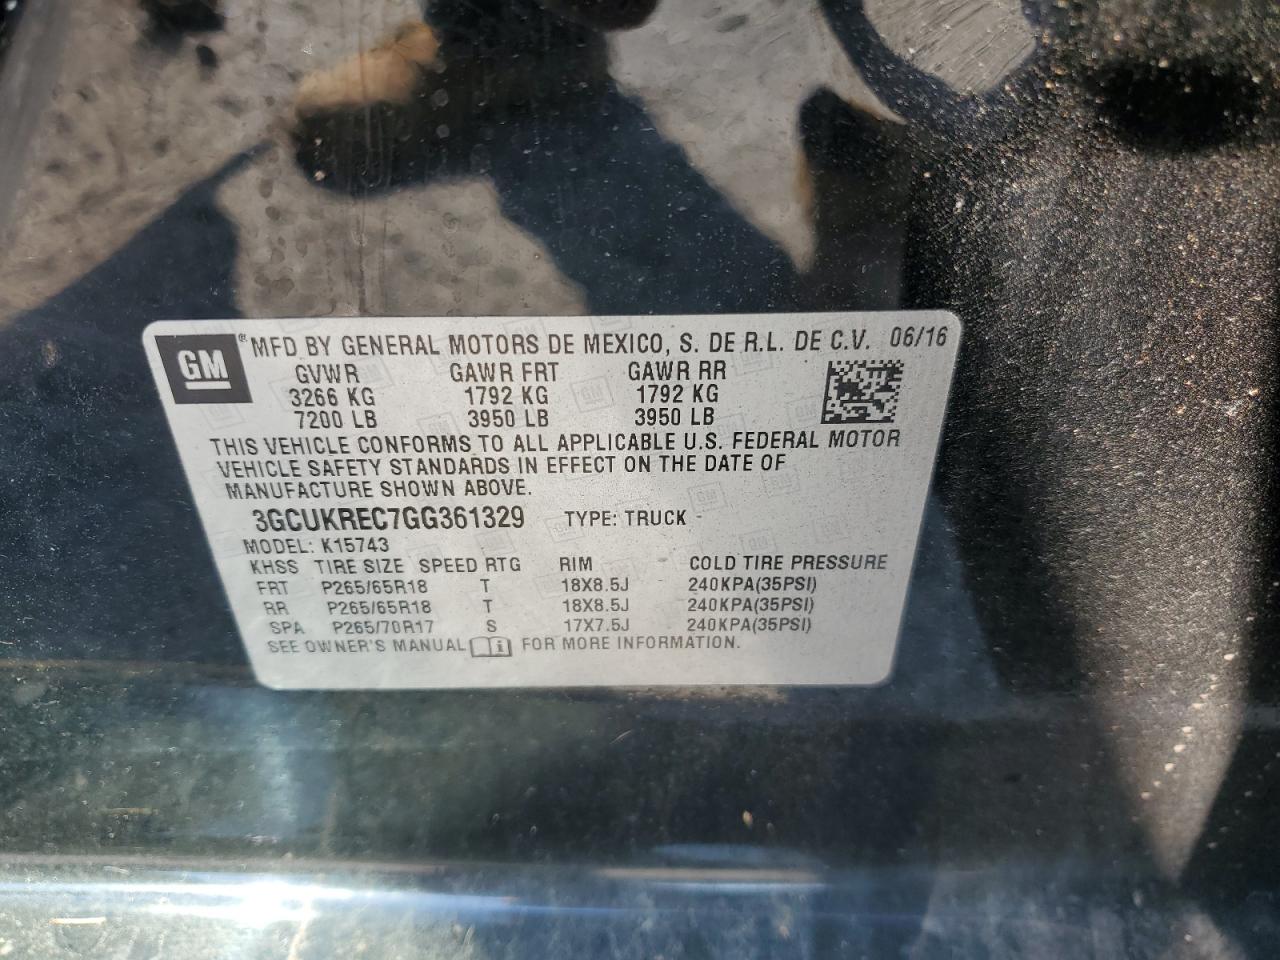 GM ® MFD BY GENERAL MOTORS DE MEXICO, S. DE R.L. DE C.V. 06/16
GVWR GAWR FRT GAWR RR
3266 KG 1792 KG 1792 KG
7200 LB 3950 LB 3950 LB
THIS VEHICLE CONFORMS TO ALL APPLICABLE U.S. FEDERAL MOTOR
VEHICLE SAFETY STANDARDS IN EFFECT ON THE DATE OF
MANUFACTURE SHOWN ABOVE.
3GCUKREC7GG361329 TYPE: TRUCK
MODEL: K15743
KHSS TIRE SIZE SPEED RTG RIM COLD TIRE PRESSURE
FRT P265/65R18 T 18X8.5J 240KPA(35PSI)
RR P265/65R18 T 18X8.5J 240KPA(35PSI)
SPA P265/70R17 S 17X7.5J 240KPA(35PSI)
SEE OWNER'S MANUAL i FOR MORE INFORMATION.